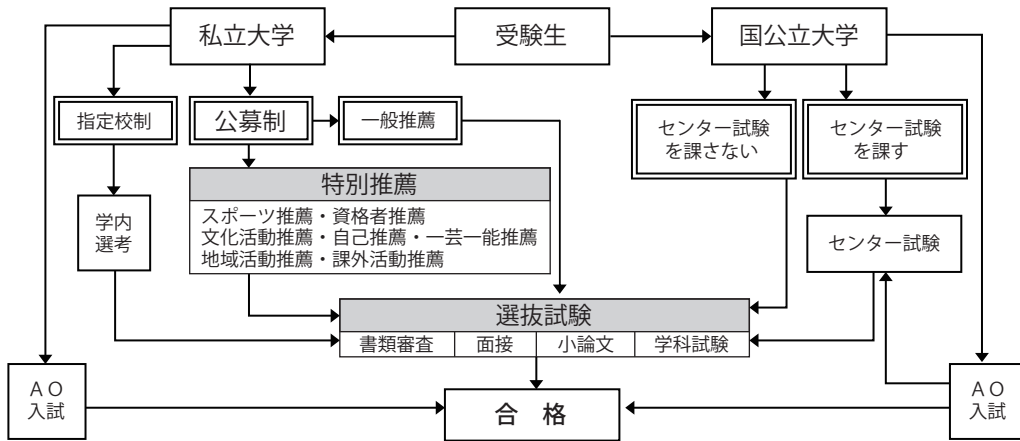 私立大学
受験生
国公立大学
指定校制
公募制
一般推薦
センター試験
を課さない
センター試験
を課す
特別推薦
スポーツ推薦・資格者推薦
文化活動推薦・自己推薦・一芸一能推薦
地域活動推薦・課外活動推薦
学内
選考
センター試験
選抜試験
書類審査
面接
小論文
学科試験
ＡＯ
入試
合　格
ＡＯ
入試